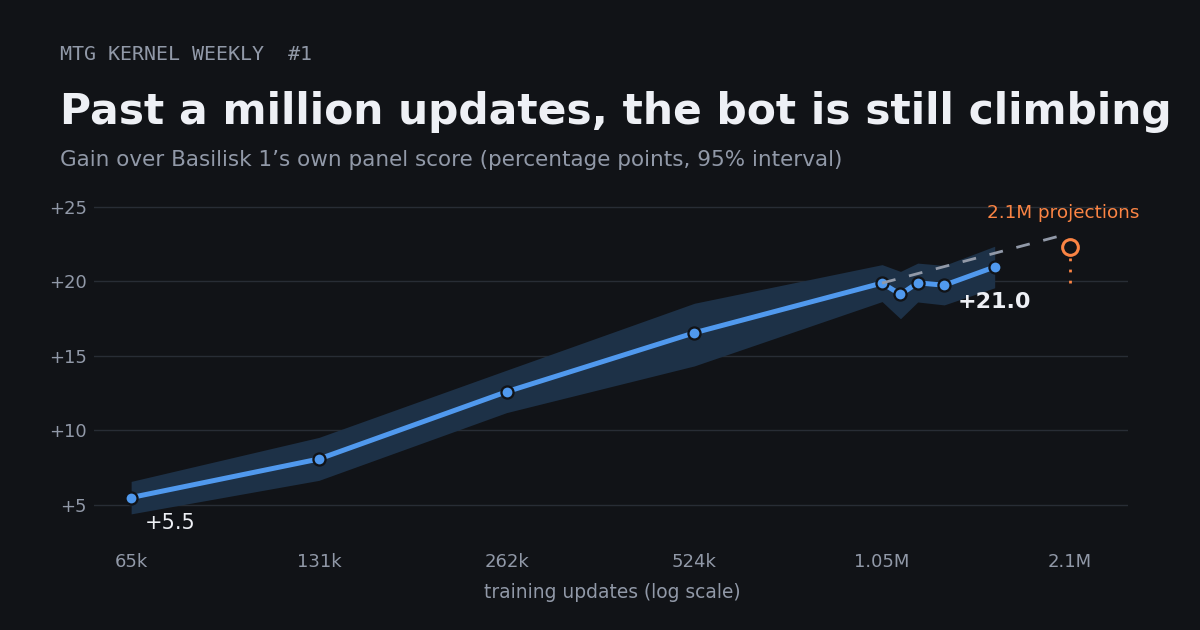 MTG KERNEL WEEKLY  #1
Past a million updates, the bot is still climbing
Gain over Basilisk 1’s own panel score (percentage points, 95% interval)
+25
2.1M projections
+20
+21.0
+15
+10
+5
+5.5
65k
131k
262k
524k
1.05M
2.1M
training updates (log scale)